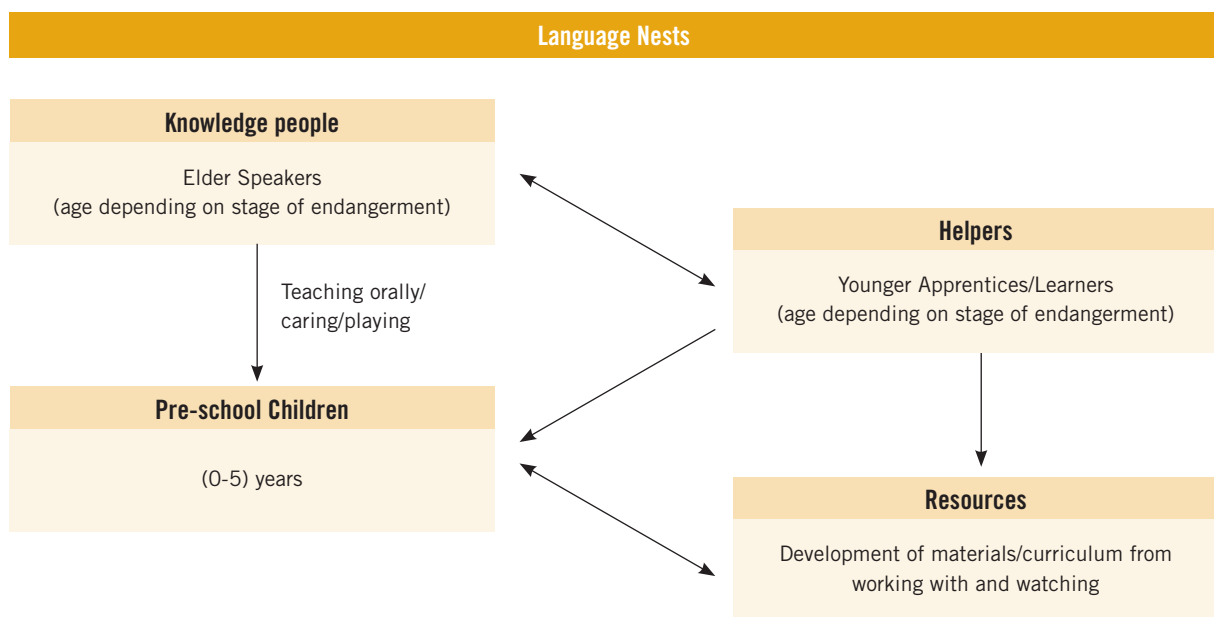 Language Nests
Knowledge people
Elder Speakers
(age depending on stage of endangerment)
Teaching orally/
caring/playing
Pre-school Children
(0-5) years
Helpers
Younger Apprentices/Learners
(age depending on stage of endangerment)
Resources
Development of materials/curriculum from
working with and watching